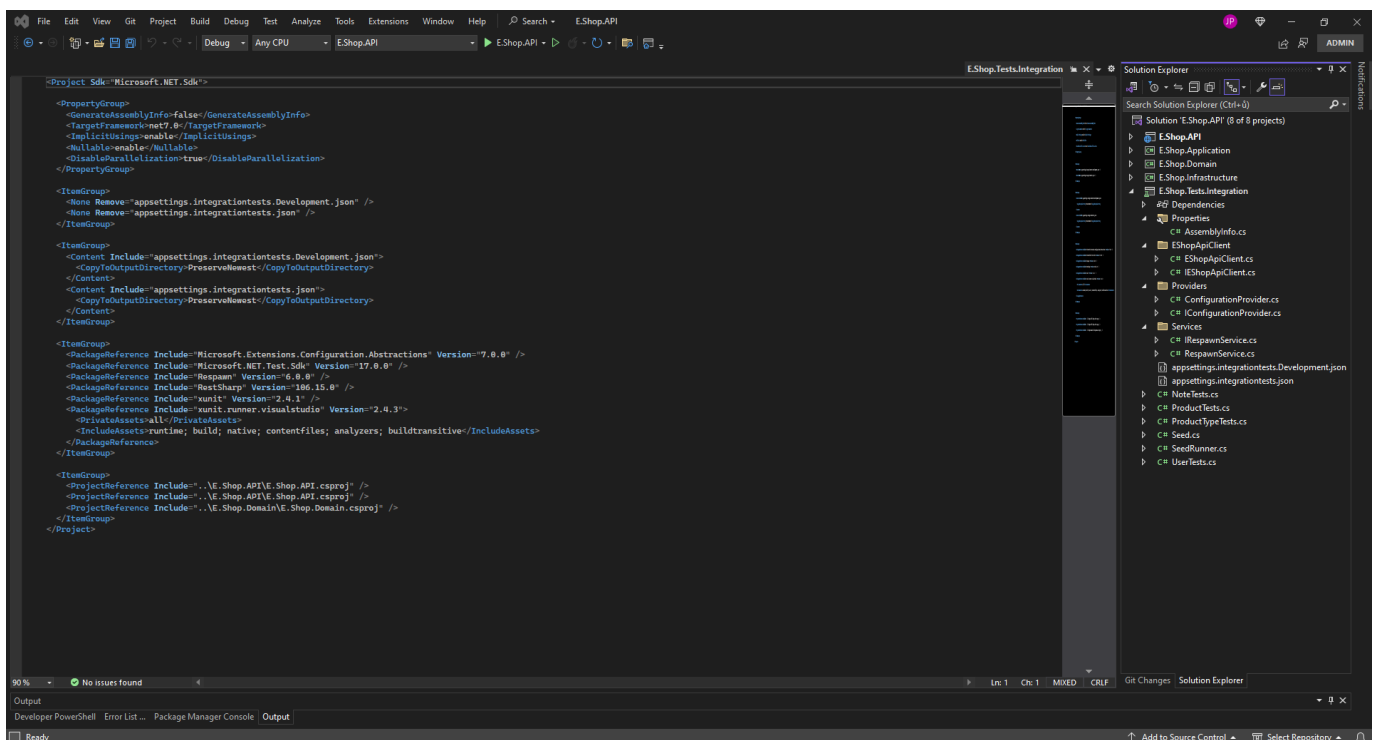 File Edit View Git Project Build Debug Test Analyze Tools Extensions Window Help Search E.Shop.API JP
Debug Any CPU E.Shop.API E.Shop.API ADMIN
E.Shop.Tests.Integration
<Project Sdk="Microsoft.NET.Sdk">
<PropertyGroup>
<GenerateAssemblyInfo>false</GenerateAssemblyInfo>
<TargetFramework>net7.0</TargetFramework>
<ImplicitUsings>enable</ImplicitUsings>
<Nullable>enable</Nullable>
<DisableParallelization>true</DisableParallelization>
</PropertyGroup>
<ItemGroup>
<None Remove="appsettings.integrationtests.Development.json" />
<None Remove="appsettings.integrationtests.json" />
</ItemGroup>
<ItemGroup>
<Content Include="appsettings.integrationtests.Development.json">
<CopyToOutputDirectory>PreserveNewest</CopyToOutputDirectory>
</Content>
<Content Include="appsettings.integrationtests.json">
<CopyToOutputDirectory>PreserveNewest</CopyToOutputDirectory>
</Content>
</ItemGroup>
<ItemGroup>
<PackageReference Include="Microsoft.Extensions.Configuration.Abstractions" Version="7.0.0" />
<PackageReference Include="Microsoft.NET.Test.Sdk" Version="17.0.0" />
<PackageReference Include="Respawn" Version="6.0.0" />
<PackageReference Include="RestSharp" Version="106.15.0" />
<PackageReference Include="xunit" Version="2.4.1" />
<PackageReference Include="xunit.runner.visualstudio" Version="2.4.3">
<PrivateAssets>all</PrivateAssets>
<IncludeAssets>runtime; build; native; contentfiles; analyzers; buildtransitive</IncludeAssets>
</PackageReference>
</ItemGroup>
<ItemGroup>
<ProjectReference Include="..\E.Shop.API\E.Shop.API.csproj" />
<ProjectReference Include="..\E.Shop.API\E.Shop.API.csproj" />
<ProjectReference Include="..\E.Shop.Domain\E.Shop.Domain.csproj" />
</ItemGroup>
</Project>
90 % No issues found Ln: 1 Ch: 1 MIXED CRLF
Solution Explorer
Search Solution Explorer (Ctrl+ů)
Solution 'E.Shop.API' (8 of 8 projects)
E.Shop.API
C# E.Shop.Application
C# E.Shop.Domain
C# E.Shop.Infrastructure
E.Shop.Tests.Integration
Dependencies
Properties
C# AssemblyInfo.cs
EShopApiClient
C# EShopApiClient.cs
C# IEShopApiClient.cs
Providers
C# ConfigurationProvider.cs
C# IConfigurationProvider.cs
Services
C# IRespawnService.cs
C# RespawnService.cs
appsettings.integrationtests.Development.json
appsettings.integrationtests.json
C# NoteTests.cs
C# ProductTests.cs
C# ProductTypeTests.cs
C# Seed.cs
C# SeedRunner.cs
C# UserTests.cs
Git Changes Solution Explorer
Notifications
Output
Developer PowerShell Error List ... Package Manager Console Output
Ready Add to Source Control Select Repository